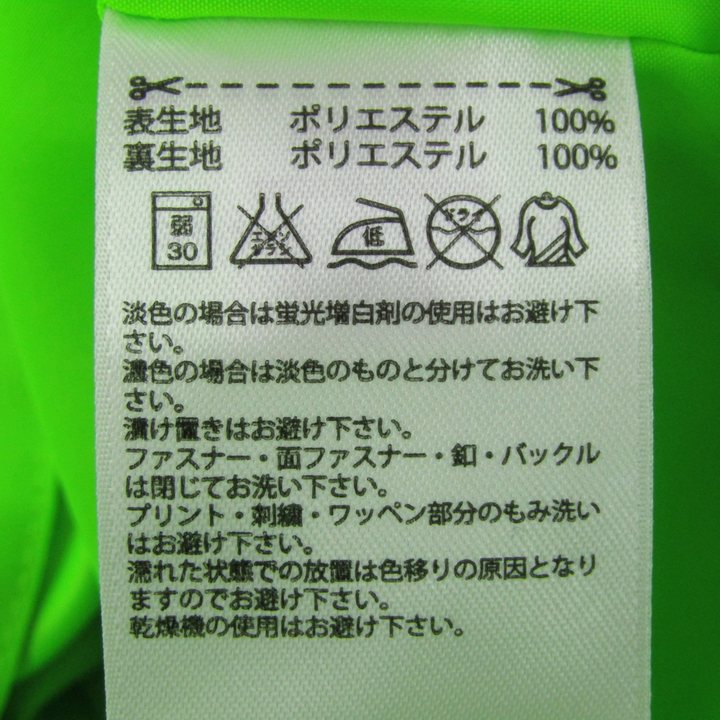 表生地 ポリエステル 100%
裏生地 ポリエステル 100%
弱 30 エンソ サラシ 低 ドライ
淡色の場合は蛍光増白剤の使用はお避け下
さい。
濃色の場合は淡色のものと分けてお洗い下
さい。
漬け置きはお避け下さい。
ファスナー・面ファスナー・釦・バックル
は閉じてお洗い下さい。
プリント・刺繍・ワッペン部分のもみ洗い
はお避け下さい。
濡れた状態での放置は色移りの原因となり
ますのでお避け下さい。
乾燥機の使用はお避け下さい。